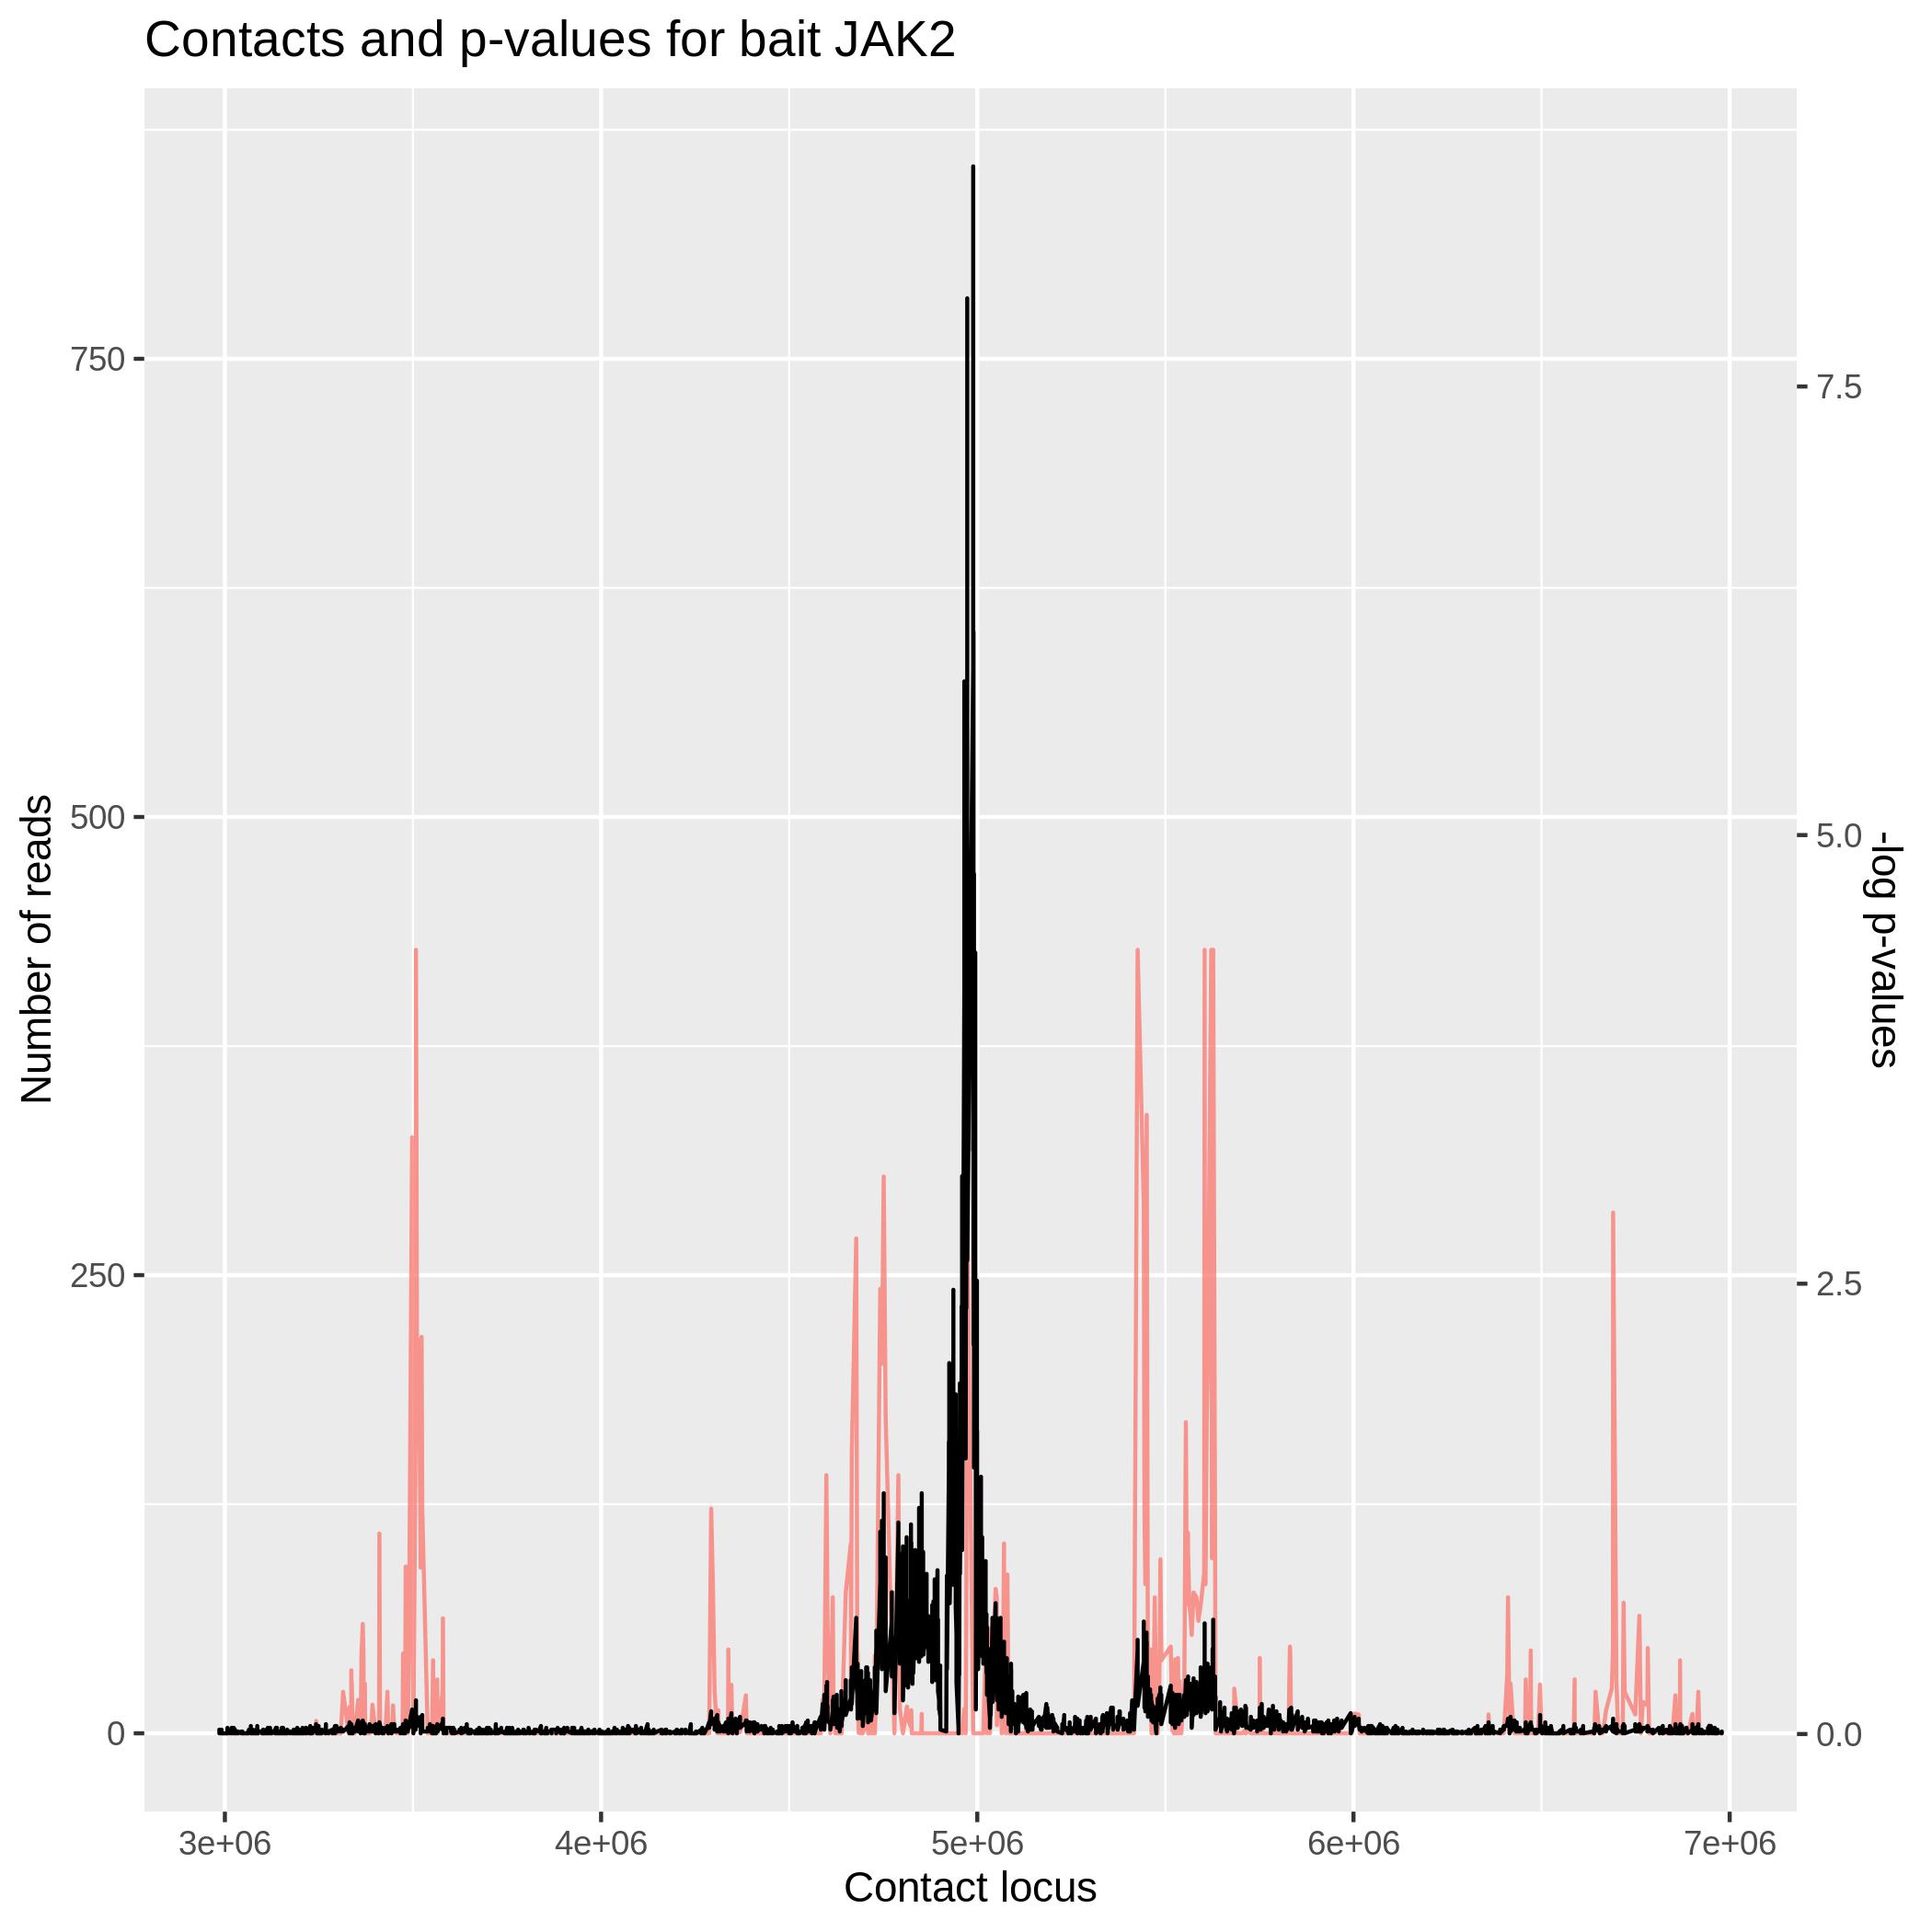 Contacts and p-values for bait JAK2
Number of reads
750
500
250
0
7.5
5.0
2.5
0.0
-log p-values
3e+06 4e+06 5e+06 6e+06 7e+06
Contact locus